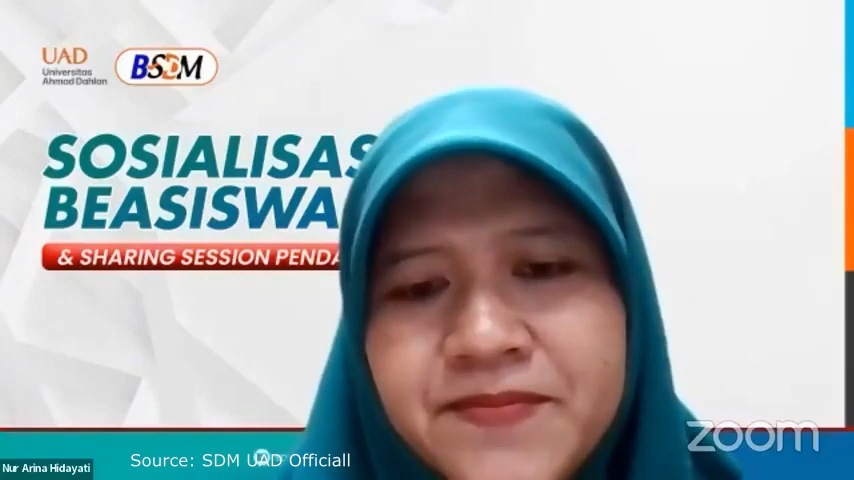 UAD
Universitas
Ahmad Dahlan
BSDM
SOSIALISAS
BEASISWA
& SHARING SESSION PENDA
zoom
Nur Arina Hidayati
Source: SDM UAD Officiall